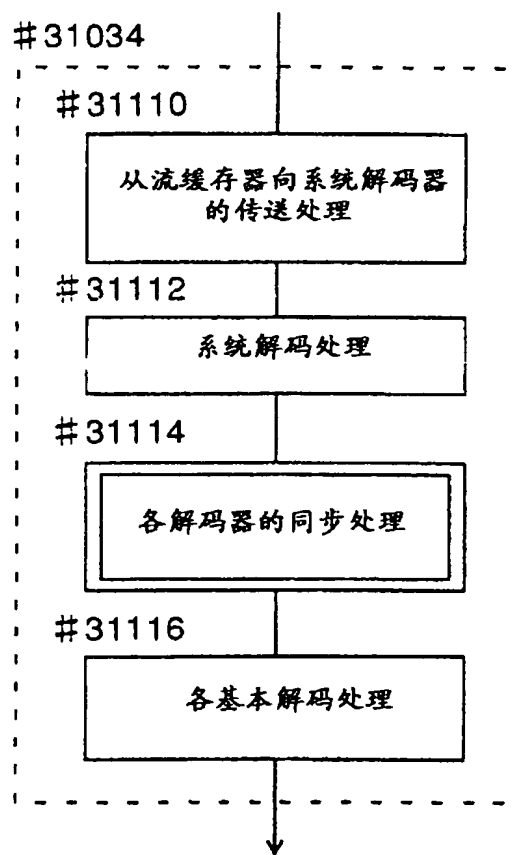 #31034
#31110
从流缓存器向系统解码器
的传送处理
#31112
系统解码处理
#31114
各解码器的同步处理
#31116
各基本解码处理